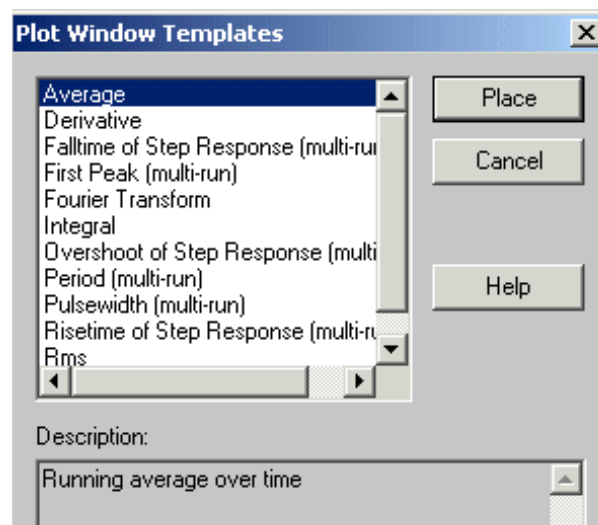 Plot Window Templates
Average
Derivative
Falltime of Step Response (multi-ru
First Peak (multi-run)
Fourier Transform
Integral
Overshoot of Step Response (multi
Period (multi-run)
Pulsewidth (multi-run)
Risetime of Step Response (multi-ru
Rms
Place
Cancel
Help
Description:
Running average over time